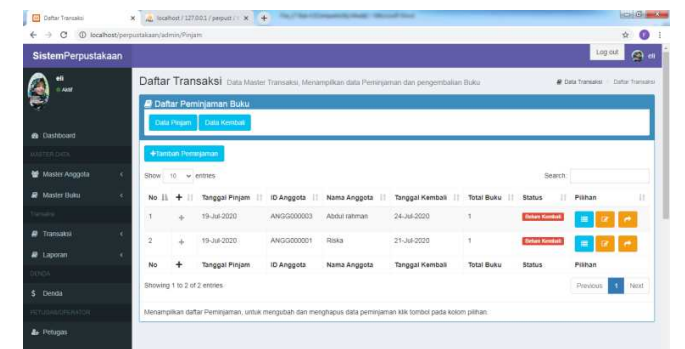 Daftar Transaksi
localhost / 127.0.0.1 / perpust /
localhost/perpustakaan/admin/Pinjam
SistemPerpustakaan
Log out
eli
eli
Aktif
Dashboard
MASTER DATA
Master Anggota
Master Buku
Transaksi
Transaksi
Laporan
DENDA
$ Denda
PETUGAS/OPERATOR
Petugas
Daftar Transaksi Data Master Transaksi, Menampilkan data Peminjaman dan pengembalian Buku
Data Transaksi Daftar Transaksi
Daftar Peminjaman Buku
Data Pinjam Data Kembali
+Tambah Peminjaman
Show 10 entries Search:
No + Tanggal Pinjam ID Anggota Nama Anggota Tanggal Kembali Total Buku Status Pilihan
1 + 19-Jul-2020 ANGG000003 Abdul rahman 24-Jul-2020 1 Belum Kembali
2 + 19-Jul-2020 ANGG000001 Riska 21-Jul-2020 1 Belum Kembali
No + Tanggal Pinjam ID Anggota Nama Anggota Tanggal Kembali Total Buku Status Pilihan
Showing 1 to 2 of 2 entries
Previous 1 Next
Menampilkan daftar Peminjaman, untuk mengubah dan menghapus data peminjaman klik tombol pada kolom pilihan.